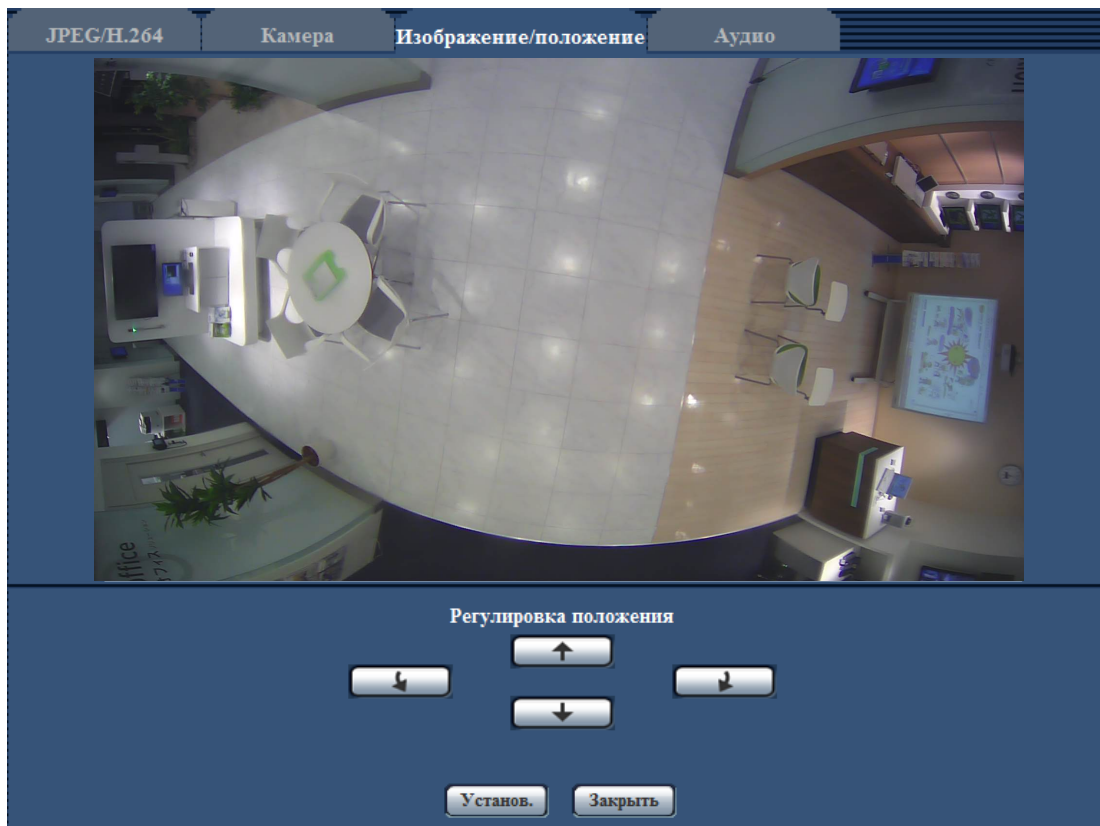 JPEG/H.264
Камера
Изображение/положение
Аудио
ffice
Регулировка положения
Установ.
Закрыть